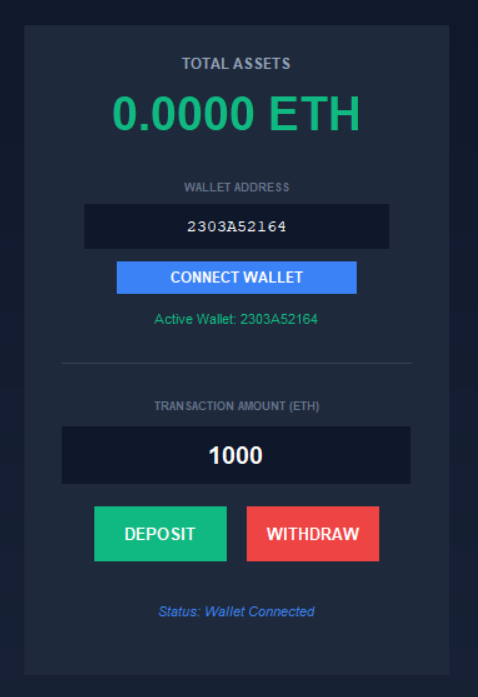 TOTAL ASSETS
0.0000 ETH
WALLET ADDRESS
2303A52164
CONNECT WALLET
Active Wallet: 2303A52164
TRANSACTION AMOUNT (ETH)
1000
DEPOSIT WITHDRAW
Status: Wallet Connected